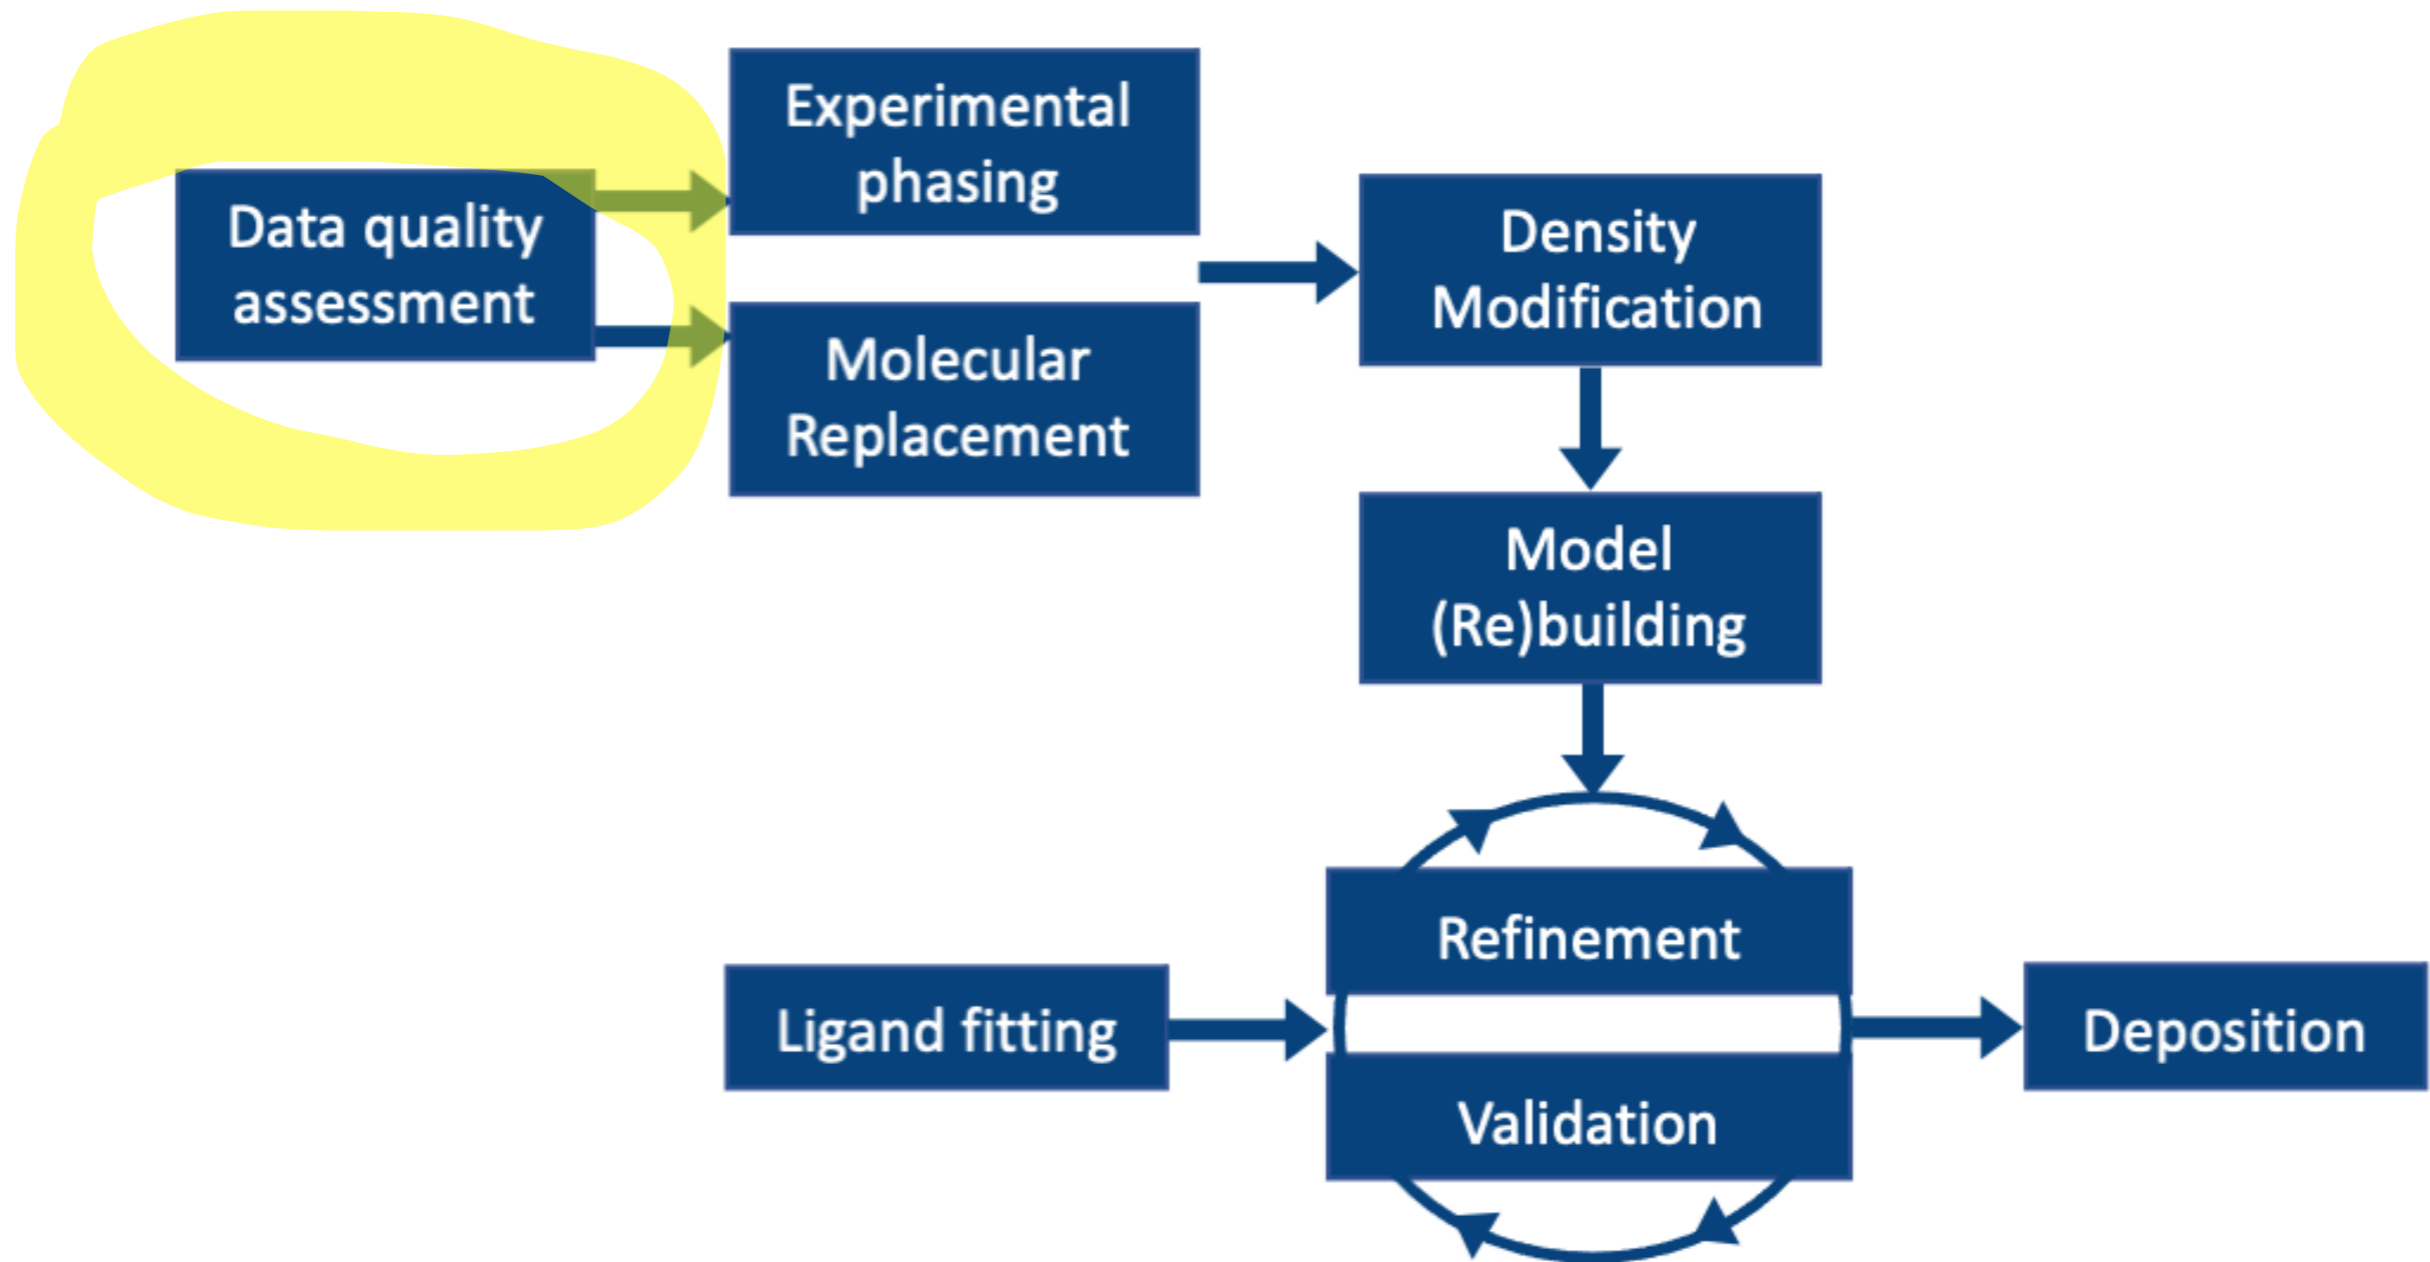 Data quality
assessment
Experimental
phasing
Molecular
Replacement
Density
Modification
Model
(Re)building
Refinement
Validation
Ligand fitting
Deposition